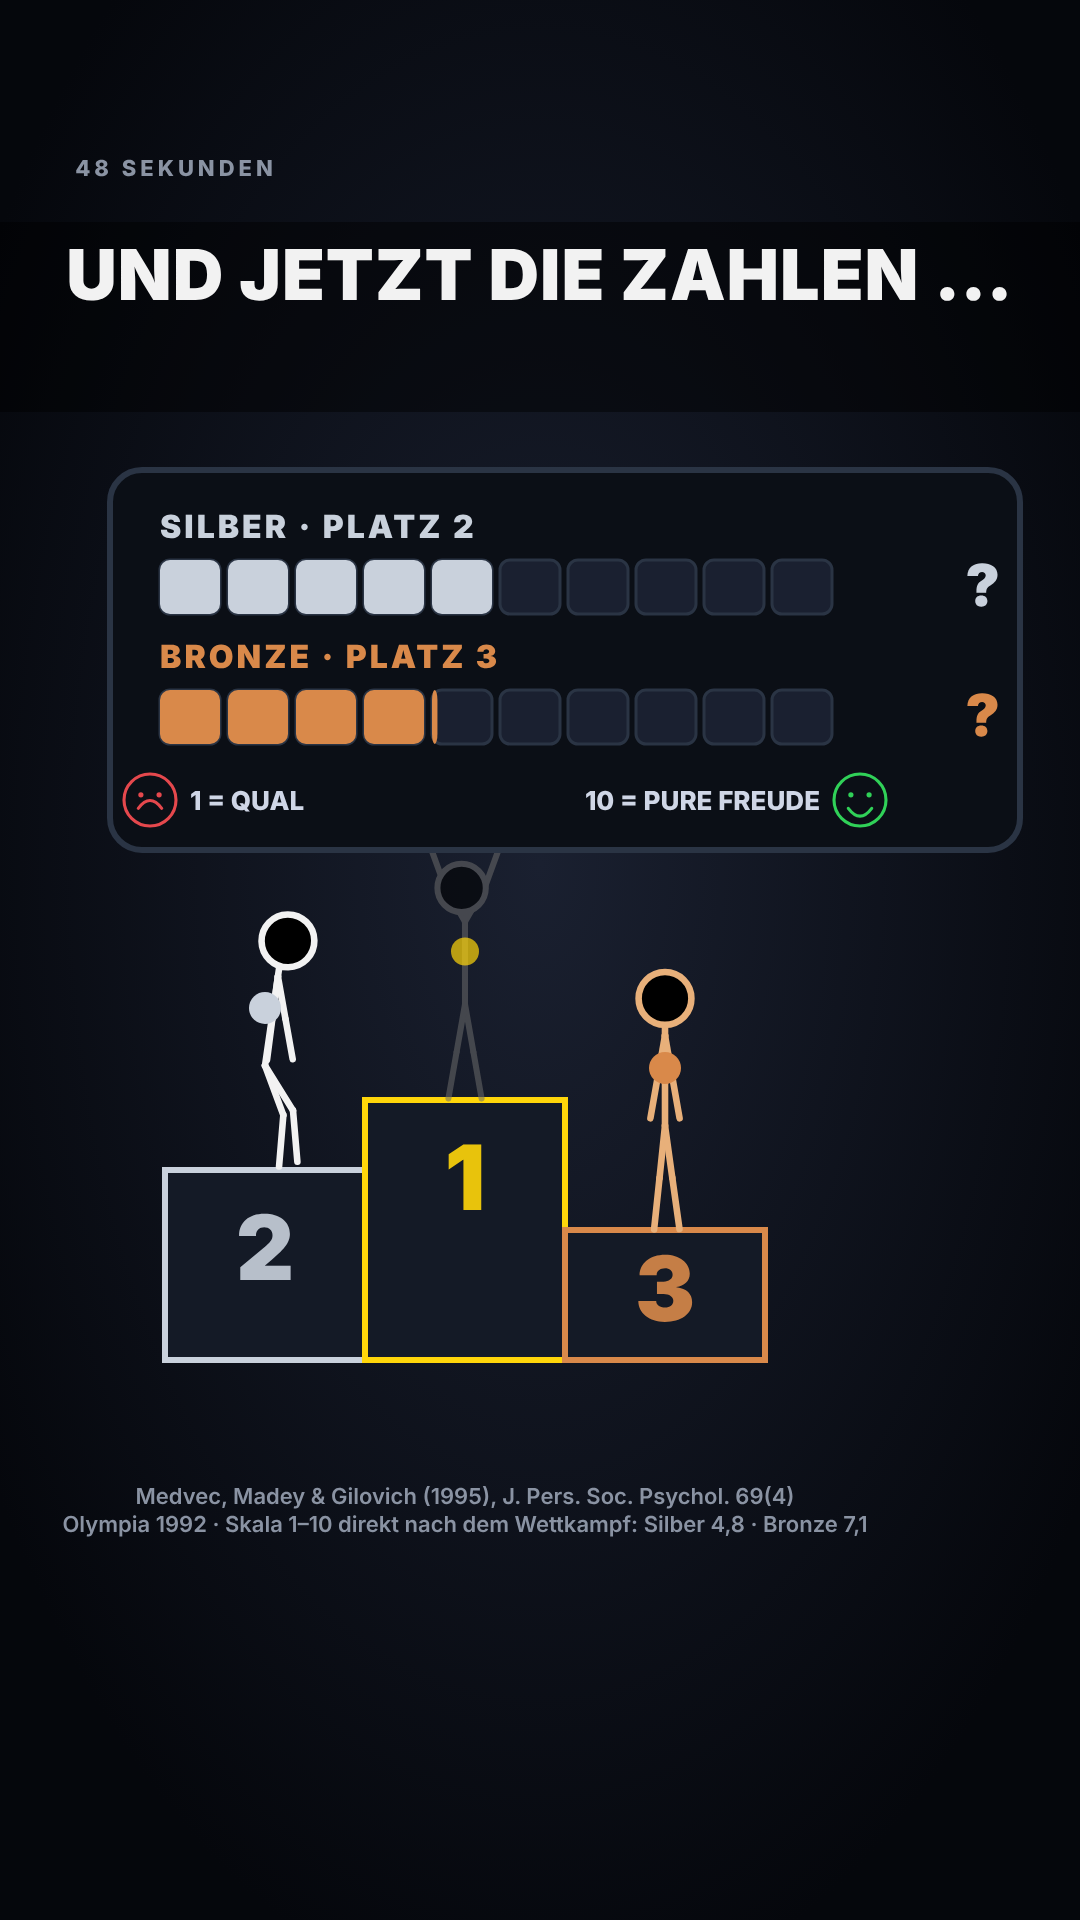 48 SEKUNDEN
UND JETZT DIE ZAHLEN ...
SILBER · PLATZ 2
?
BRONZE · PLATZ 3
?
1 = QUAL
10 = PURE FREUDE
1
2
3
Medvec, Madey & Gilovich (1995), J. Pers. Soc. Psychol. 69(4)
Olympia 1992 · Skala 1–10 direkt nach dem Wettkampf: Silber 4,8 · Bronze 7,1